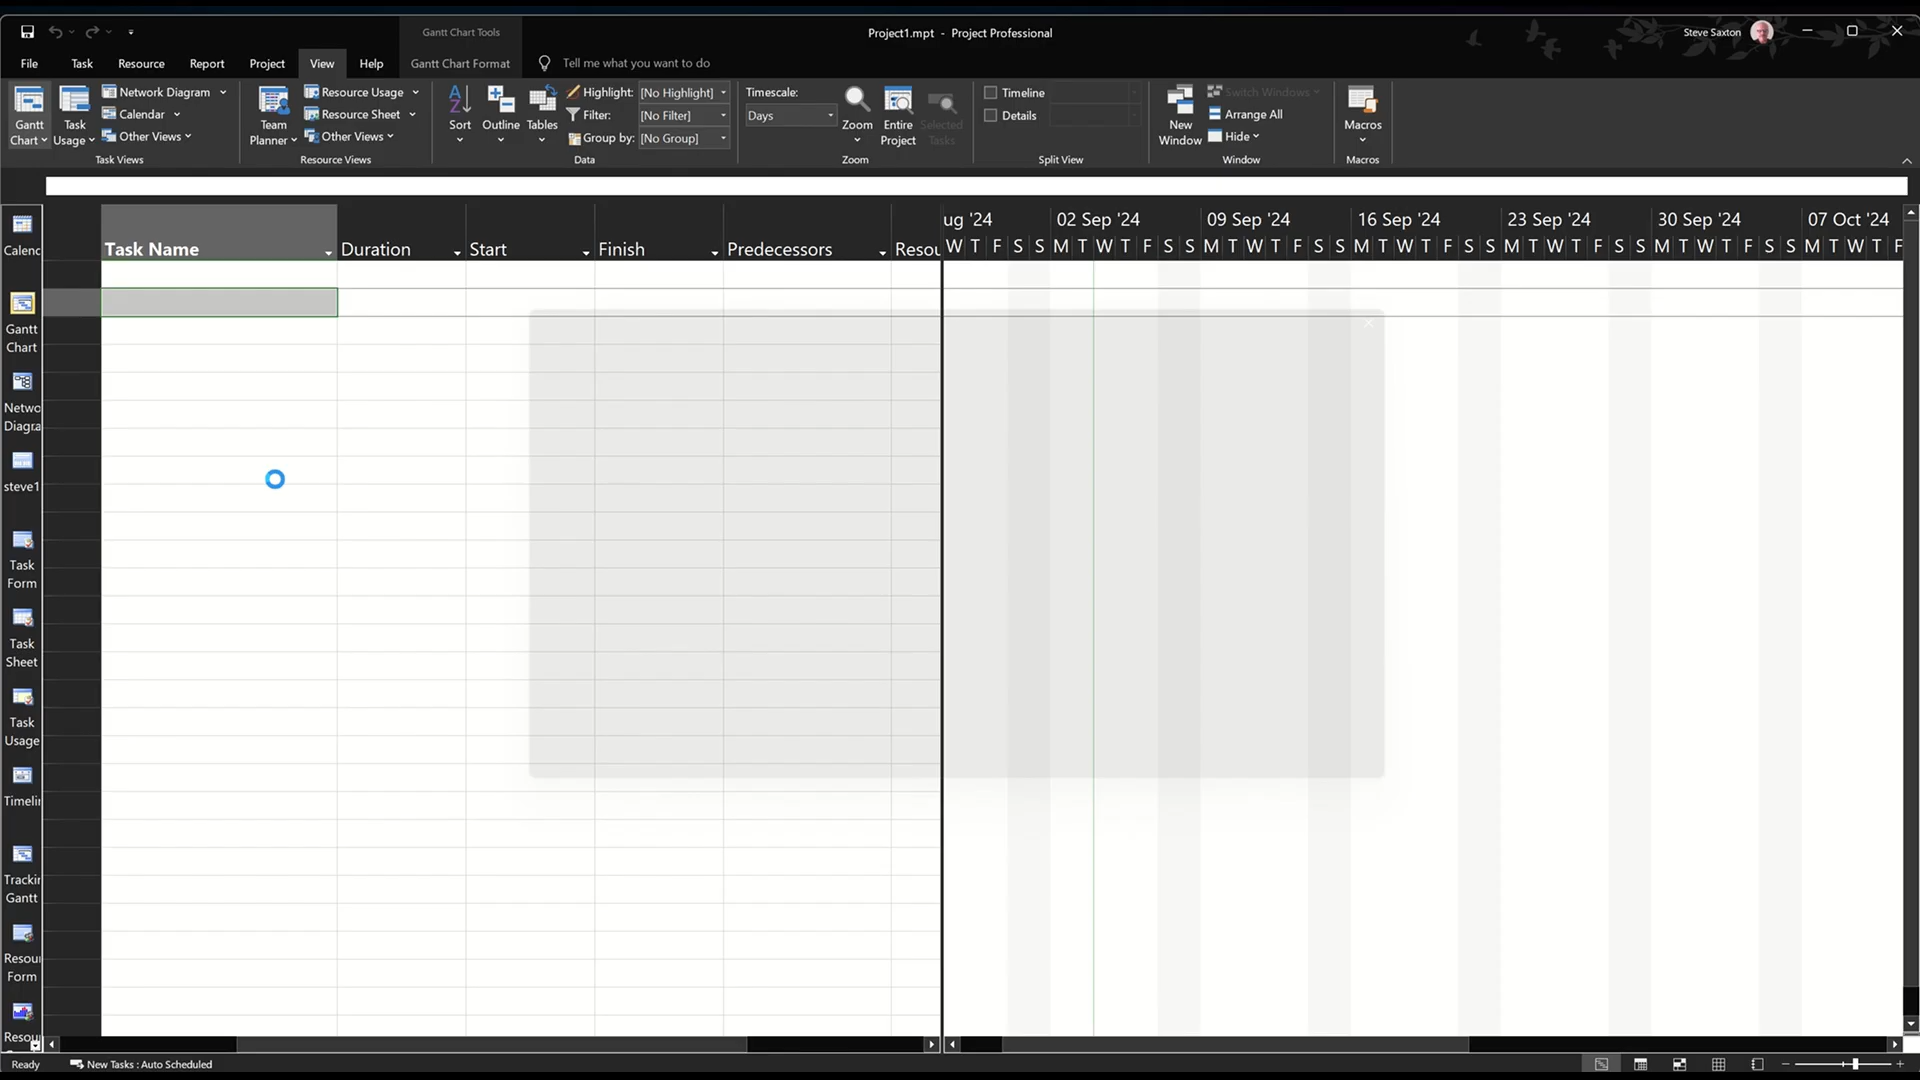 Gantt Chart Tools
Project1.mpt - Project Professional
Steve Saxton
File Task Resource Report Project View Help Gantt Chart Format Tell me what you want to do
Gantt Chart
Task Usage
Network Diagram
Calendar
Other Views
Task Views
Team Planner
Resource Usage
Resource Sheet
Other Views
Resource Views
Sort
Outline
Tables
Highlight: [No Highlight]
Filter: [No Filter]
Group by: [No Group]
Data
Timescale:
Days
Zoom
Entire Project
Selected Tasks
Zoom
Timeline
Details
Split View
New Window
Switch Windows
Arrange All
Hide
Window
Macros
Macros
Task Name Duration Start Finish Predecessors Resou
ug '24 02 Sep '24 09 Sep '24 16 Sep '24 23 Sep '24 30 Sep '24 07 Oct '24
W T F S S M T W T F S S M T W T F S S M T W T F S S M T W T F S S M T W T F S S M T W T F
Calenc
Gantt
Chart
Netwo
Diagra
steve1
Task
Form
Task
Sheet
Task
Usage
Timelin
Trackin
Gantt
Resou
Form
Resou
Ready New Tasks : Auto Scheduled